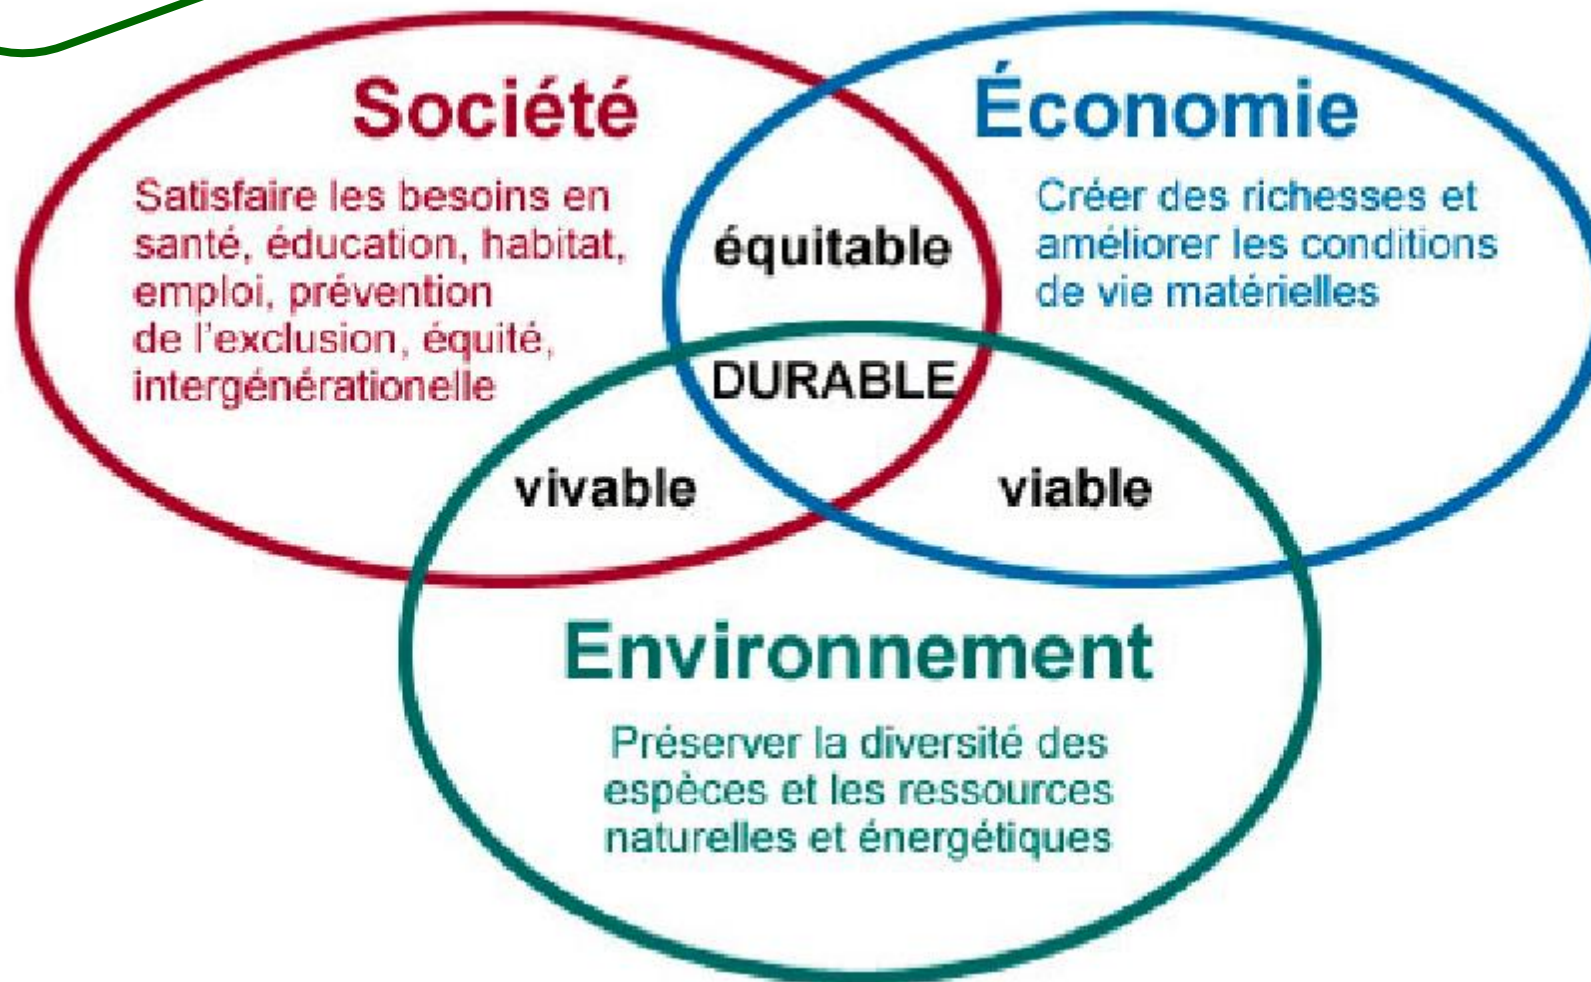 Société
Satisfaire les besoins en
santé, éducation, habitat,
emploi, prévention
de l'exclusion, équité,
intergénérationelle
Économie
Créer des richesses et
améliorer les conditions
de vie matérielles
équitable
DURABLE
vivable
viable
Environnement
Préserver la diversité des
espèces et les ressources
naturelles et énergétiques